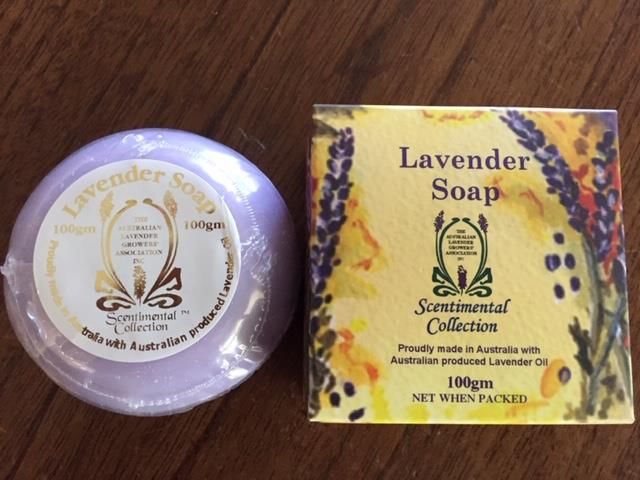 Lavender Soap
100gm
100gm
THE
AUSTRALIAN
LAVENDER
GROWERS'
ASSOCIATION
INC
Scentimental ™
Collection
Proudly made in Australia with Australian produced Lavender Oil
Lavender
Soap
THE
AUSTRALIAN
LAVENDER
GROWERS'
ASSOCIATION
INC
Scentimental
Collection
Proudly made in Australia with
Australian produced Lavender Oil
100gm
NET WHEN PACKED